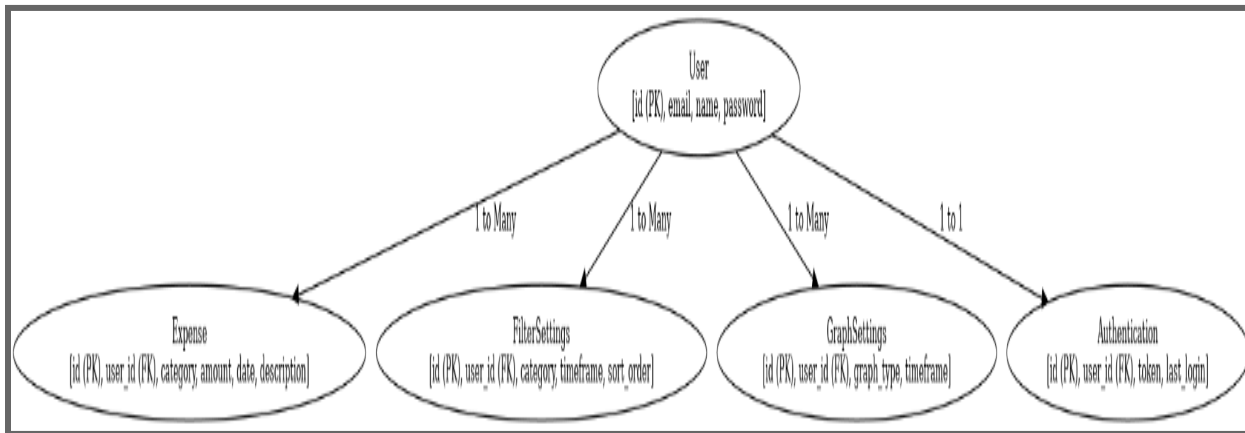 User
[id (PK), email, name, password]
1 to Many
1 to Many
1 to Many
1 to 1
Expense
[id (PK), user_id (FK), category, amount, date, description]
FilterSettings
[id (PK), user_id (FK), category, timeframe, sort_order]
GraphSettings
[id (PK), user_id (FK), graph_type, timeframe]
Authentication
[id (PK), user_id (FK), token, last_login]